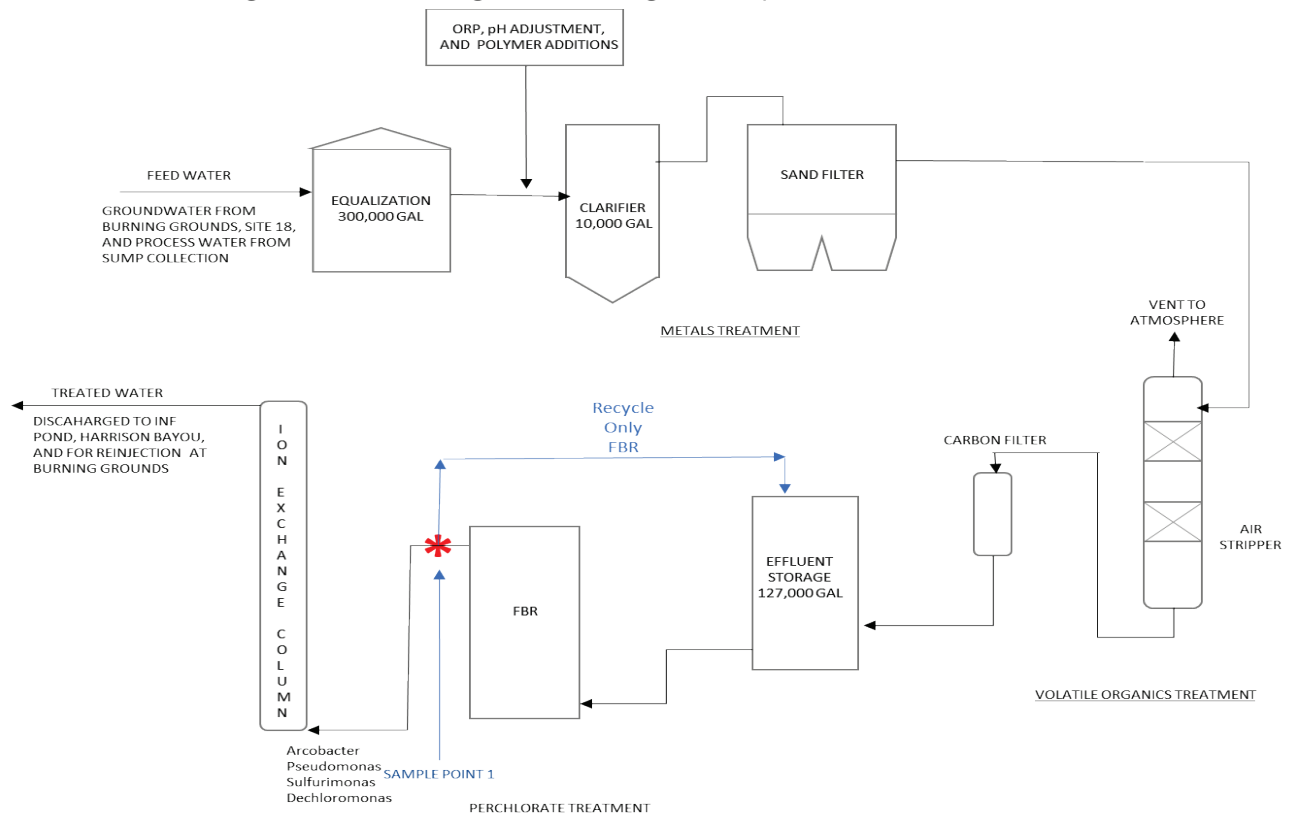 ORP, pH ADJUSTMENT,
AND POLYMER ADDITIONS
FEED WATER
GROUNDWATER FROM
BURNING GROUNDS, SITE 18,
AND PROCESS WATER FROM
SUMP COLLECTION
EQUALIZATION
300,000 GAL
CLARIFIER
10,000 GAL
SAND FILTER
METALS TREATMENT
VENT TO
ATMOSPHERE
TREATED WATER
DISCAHARGED TO INF
POND, HARRISON BAYOU,
AND FOR REINJECTION AT
BURNING GROUNDS
ION EXCHANGE COLUMN
Recycle
Only
FBR
CARBON FILTER
AIR
STRIPPER
EFFLUENT
STORAGE
127,000 GAL
FBR
VOLATILE ORGANICS TREATMENT
Arcobacter
Pseudomonas
Sulfurimonas
Dechloromonas
SAMPLE POINT 1
PERCHLORATE TREATMENT